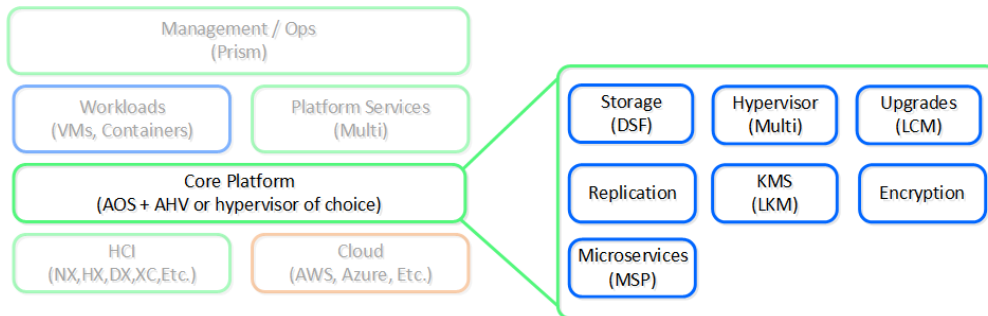 Management / Ops
(Prism)
Workloads
(VMs, Containers)
Platform Services
(Multi)
Core Platform
(AOS + AHV or hypervisor of choice)
HCI
(NX,HX,DX,XC,Etc.)
Cloud
(AWS, Azure, Etc.)
Storage
(DSF)
Hypervisor
(Multi)
Upgrades
(LCM)
Replication
KMS
(LKM)
Encryption
Microservices
(MSP)